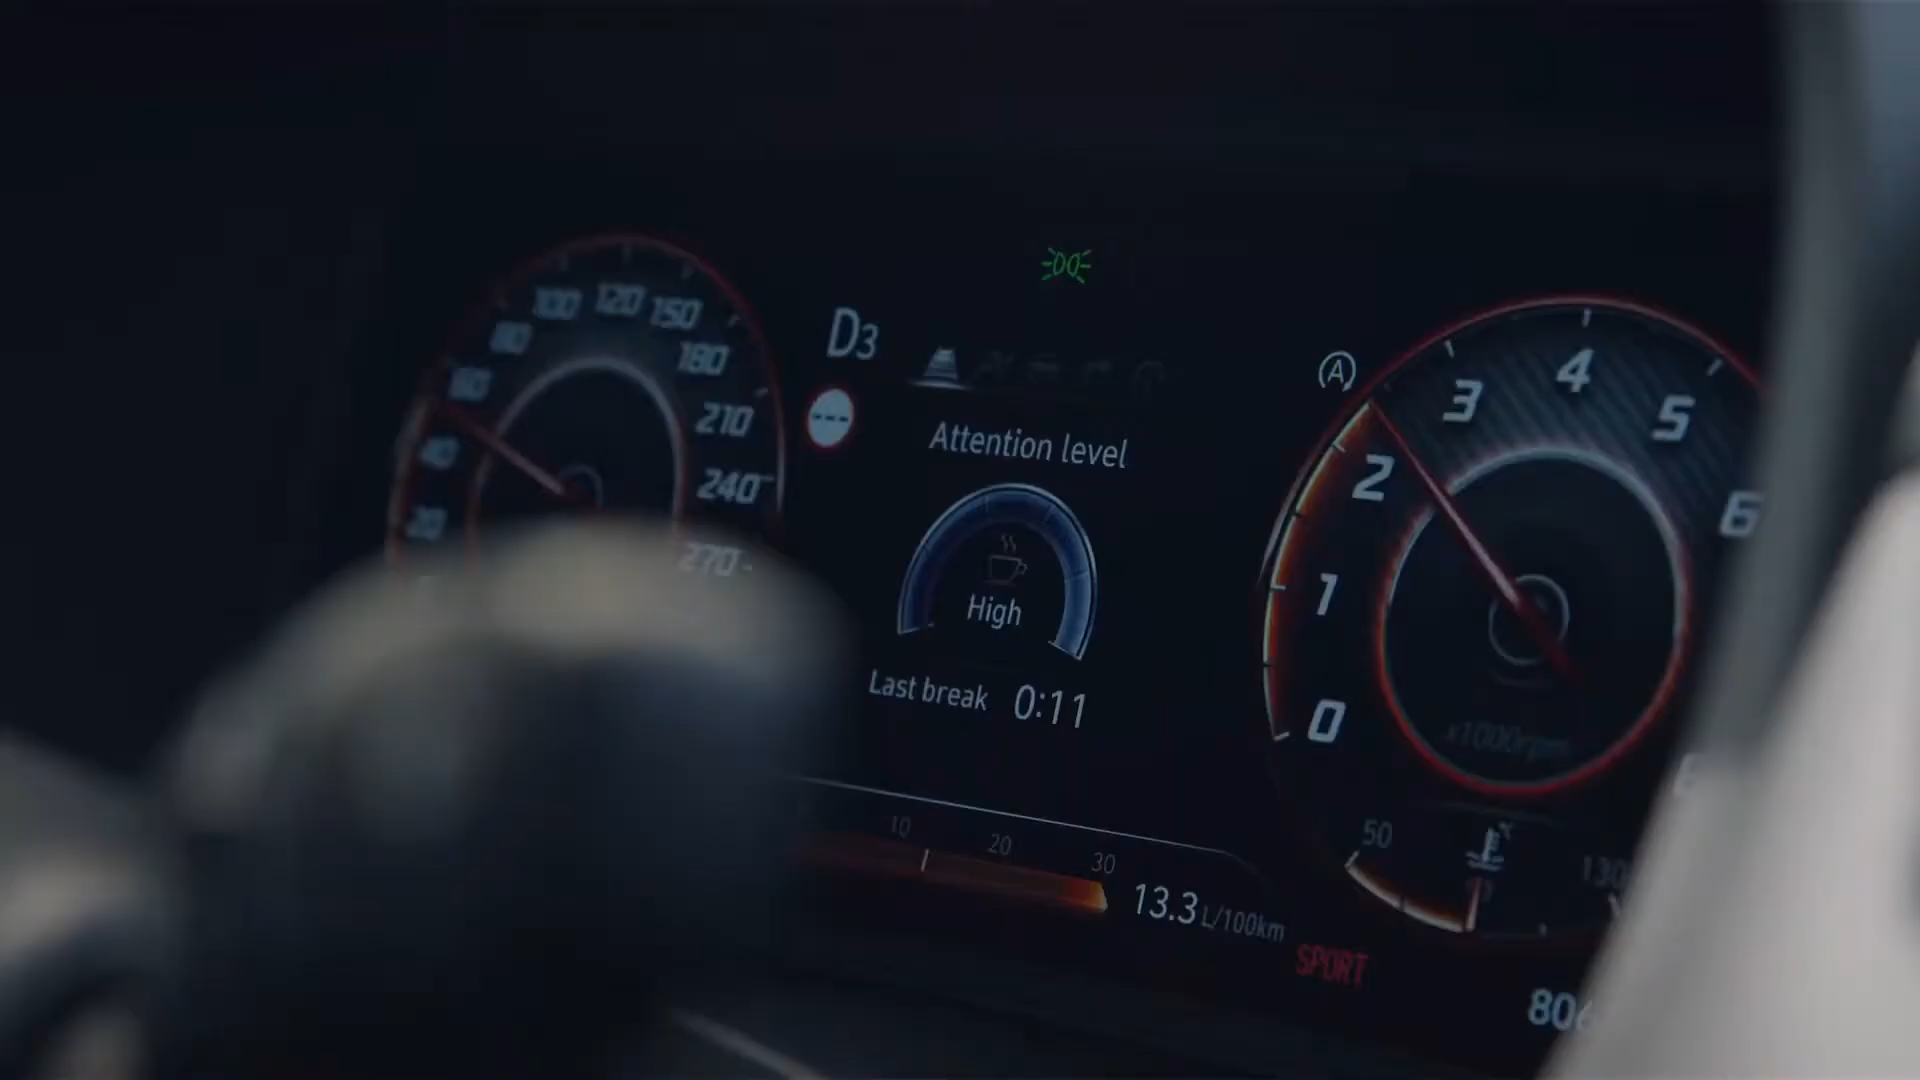 100 120 150
80 180
60 210
40 240
20 270
D3
---
Attention level
High
Last break 0:11
10 20 30
13.3 L/100km
SPORT
A
0 1 2 3 4 5 6
x1000rpm
50 130